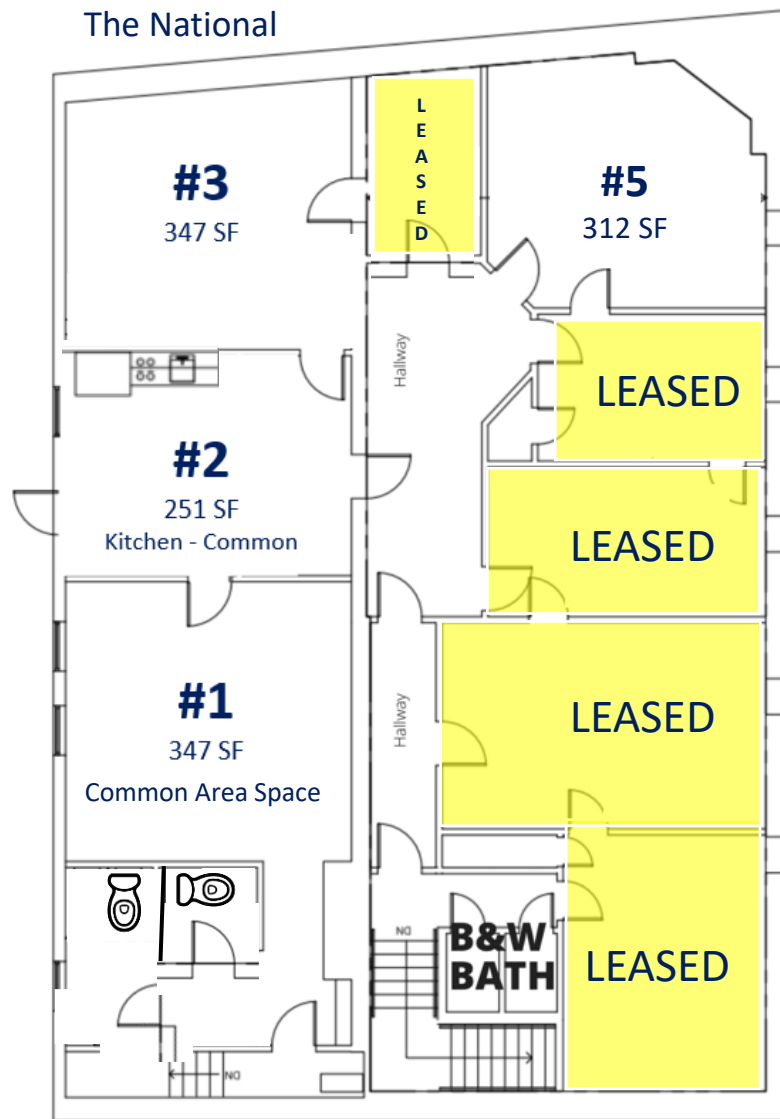 The National
L
E
A
S
E
D
#3
347 SF
#5
312 SF
Hallway
LEASED
#2
251 SF
Kitchen - Common
LEASED
#1
347 SF
Common Area Space
Hallway
LEASED
DN
B&W
BATH
LEASED
DN